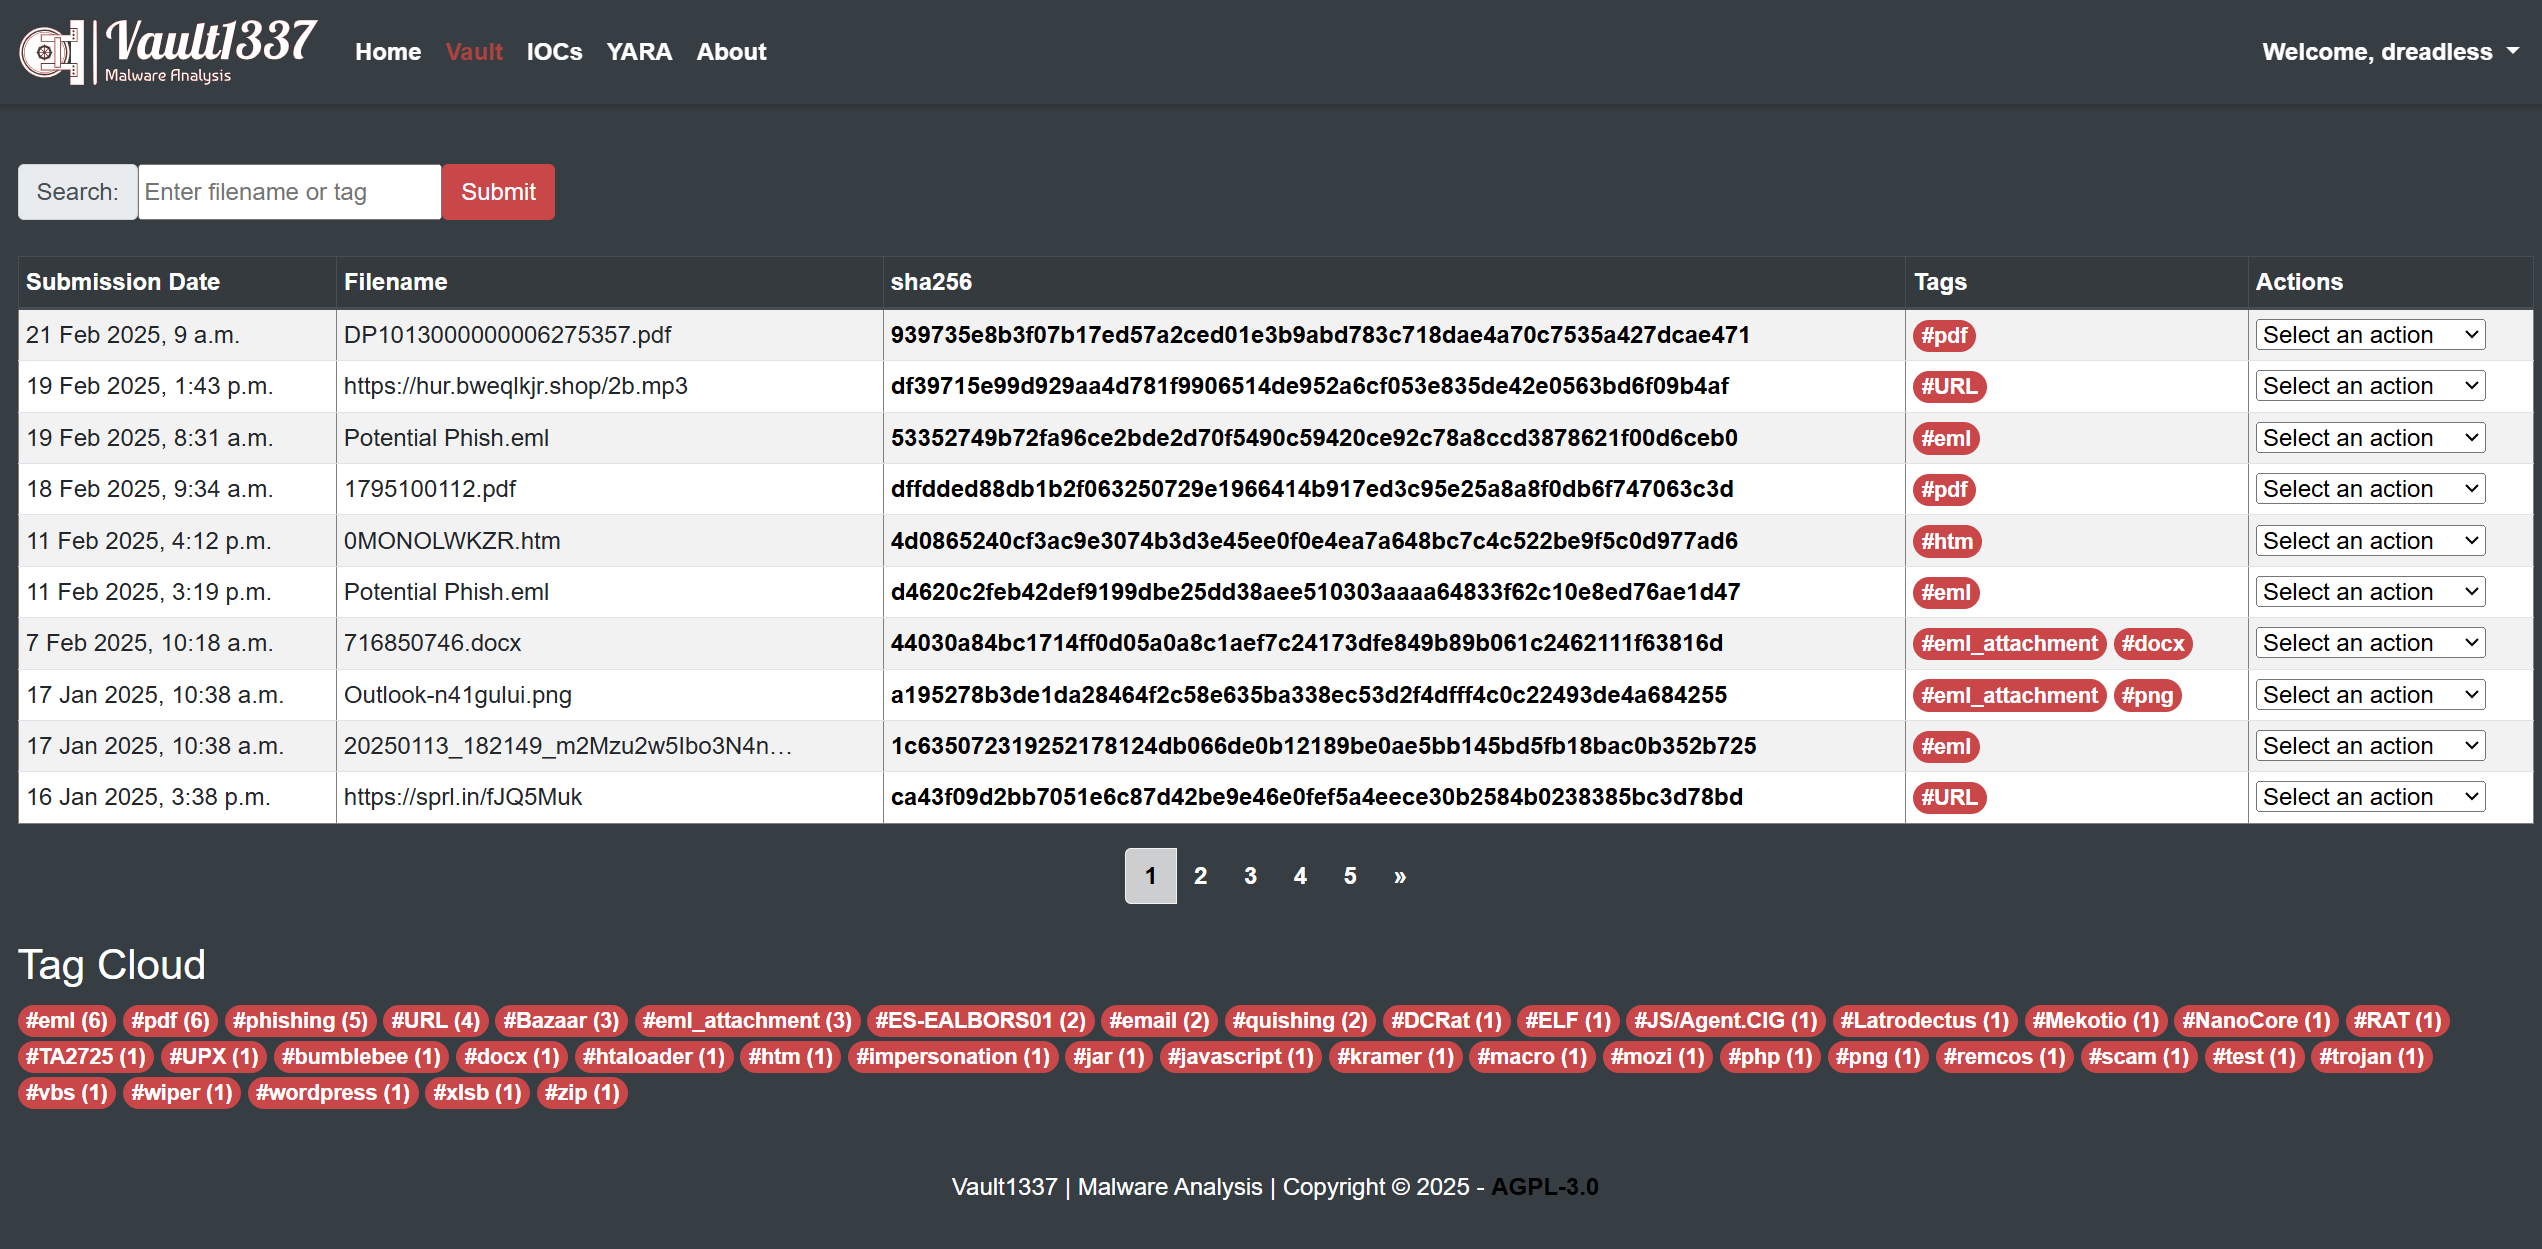 Vault1337
Malware Analysis
Home Vault IOCs YARA About
Welcome, dreadless
Search: Enter filename or tag Submit
Submission Date Filename sha256 Tags Actions
21 Feb 2025, 9 a.m. DP1013000000006275357.pdf 939735e8b3f07b17ed57a2ced01e3b9abd783c718dae4a70c7535a427dcae471 #pdf Select an action
19 Feb 2025, 1:43 p.m. https://hur.bweqlkjr.shop/2b.mp3 df39715e99d929aa4d781f9906514de952a6cf053e835de42e0563bd6f09b4af #URL Select an action
19 Feb 2025, 8:31 a.m. Potential Phish.eml 53352749b72fa96ce2bde2d70f5490c59420ce92c78a8ccd3878621f00d6ceb0 #eml Select an action
18 Feb 2025, 9:34 a.m. 1795100112.pdf dffdded88db1b2f063250729e1966414b917ed3c95e25a8a8f0db6f747063c3d #pdf Select an action
11 Feb 2025, 4:12 p.m. 0MONOLWKZR.htm 4d0865240cf3ac9e3074b3d3e45ee0f0e4ea7a648bc7c4c522be9f5c0d977ad6 #htm Select an action
11 Feb 2025, 3:19 p.m. Potential Phish.eml d4620c2feb42def9199dbe25dd38aee510303aaaa64833f62c10e8ed76ae1d47 #eml Select an action
7 Feb 2025, 10:18 a.m. 716850746.docx 44030a84bc1714ff0d05a0a8c1aef7c24173dfe849b89b061c2462111f63816d #eml_attachment #docx Select an action
17 Jan 2025, 10:38 a.m. Outlook-n41gului.png a195278b3de1da28464f2c58e635ba338ec53d2f4dfff4c0c22493de4a684255 #eml_attachment #png Select an action
17 Jan 2025, 10:38 a.m. 20250113_182149_m2Mzu2w5Ibo3N4n… 1c635072319252178124db066de0b12189be0ae5bb145bd5fb18bac0b352b725 #eml Select an action
16 Jan 2025, 3:38 p.m. https://sprl.in/fJQ5Muk ca43f09d2bb7051e6c87d42be9e46e0fef5a4eece30b2584b0238385bc3d78bd #URL Select an action
1 2 3 4 5 »
Tag Cloud
#eml (6) #pdf (6) #phishing (5) #URL (4) #Bazaar (3) #eml_attachment (3) #ES-EALBORS01 (2) #email (2) #quishing (2) #DCRat (1) #ELF (1) #JS/Agent.CIG (1) #Latrodectus (1) #Mekotio (1) #NanoCore (1) #RAT (1)
#TA2725 (1) #UPX (1) #bumblebee (1) #docx (1) #htaloader (1) #htm (1) #impersonation (1) #jar (1) #javascript (1) #kramer (1) #macro (1) #mozi (1) #php (1) #png (1) #remcos (1) #scam (1) #test (1) #trojan (1)
#vbs (1) #wiper (1) #wordpress (1) #xlsb (1) #zip (1)
Vault1337 | Malware Analysis | Copyright © 2025 - AGPL-3.0